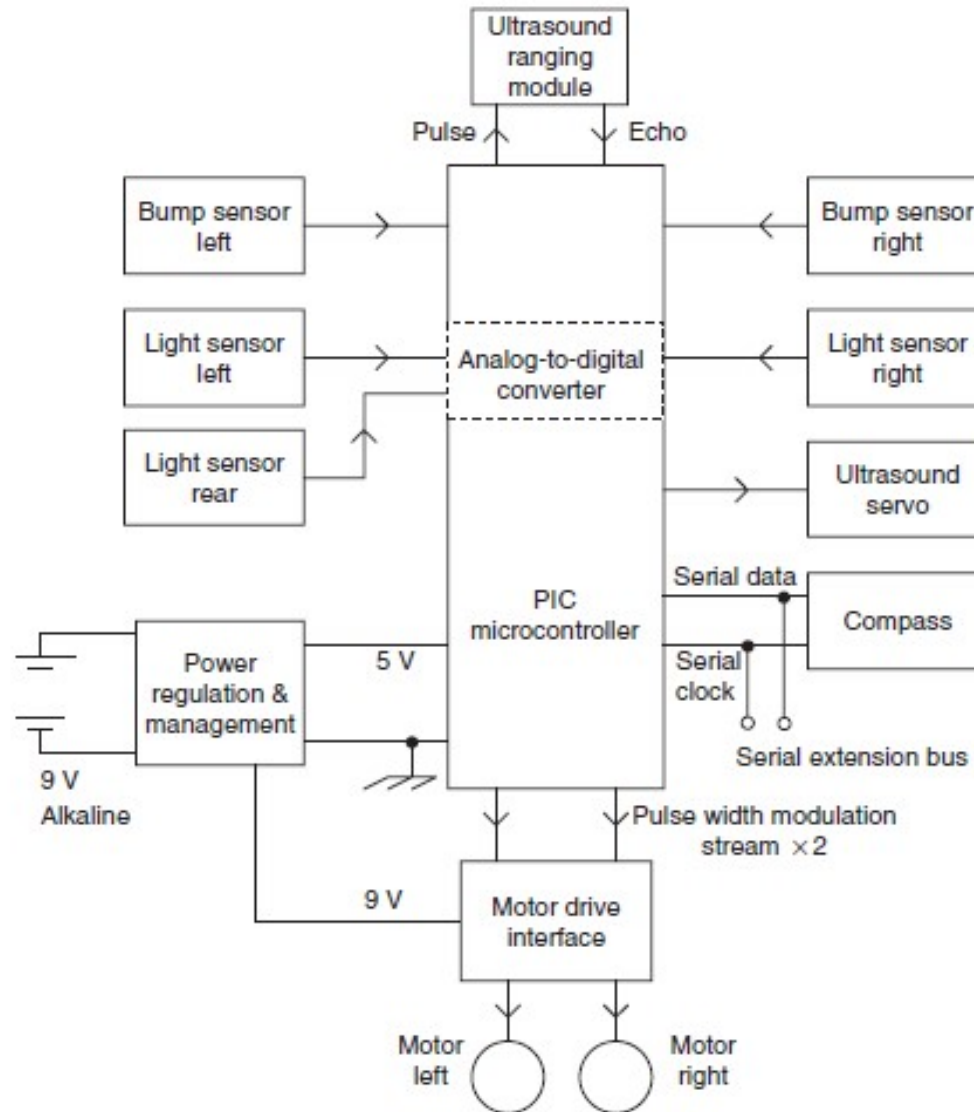 Ultrasound
ranging
module
Pulse
Echo
Bump sensor
left
Bump sensor
right
Light sensor
left
Analog-to-digital
converter
Light sensor
right
Light sensor
rear
Ultrasound
servo
Serial data
PIC
microcontroller
Compass
Power
regulation &
management
5 V
Serial
clock
Serial extension bus
9 V
Alkaline
Pulse width modulation
stream ×2
9 V
Motor drive
interface
Motor
left
Motor
right